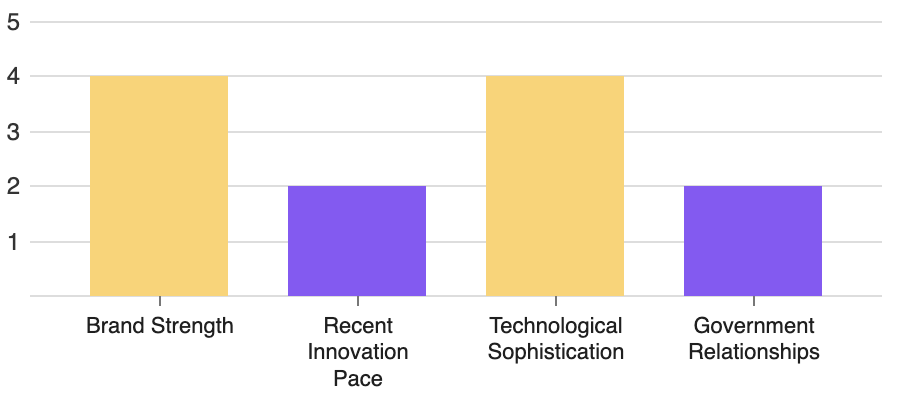 5
4
3
2
1
Brand Strength
Recent
Innovation
Pace
Technological
Sophistication
Government
Relationships